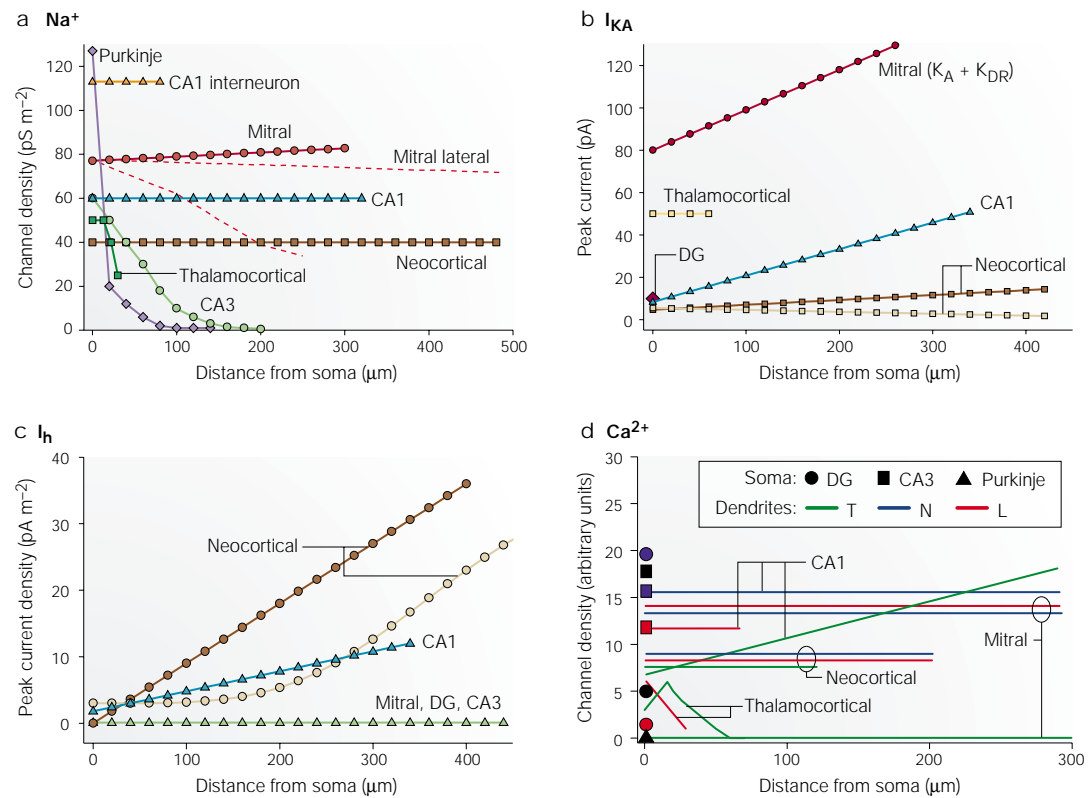 a Na+
Channel density (pS m−2)
120
100
80
60
40
20
0
Purkinje
CA1 interneuron
Mitral
Mitral lateral
CA1
Neocortical
Thalamocortical
CA3
0 100 200 300 400 500
Distance from soma (μm)
b IKA
Peak current (pA)
120
100
80
60
40
20
0
Mitral (KA + KDR)
Thalamocortical
CA1
DG
Neocortical
0 100 200 300 400
Distance from soma (μm)
c Ih
Peak current density (pA m−2)
40
30
20
10
0
Neocortical
CA1
Mitral, DG, CA3
0 100 200 300 400
Distance from soma (μm)
d Ca2+
Channel density (arbitrary units)
30
25
20
15
10
5
0
Soma: DG CA3 Purkinje
Dendrites: T N L
CA1
Mitral
Neocortical
Thalamocortical
0 100 200 300
Distance from soma (μm)